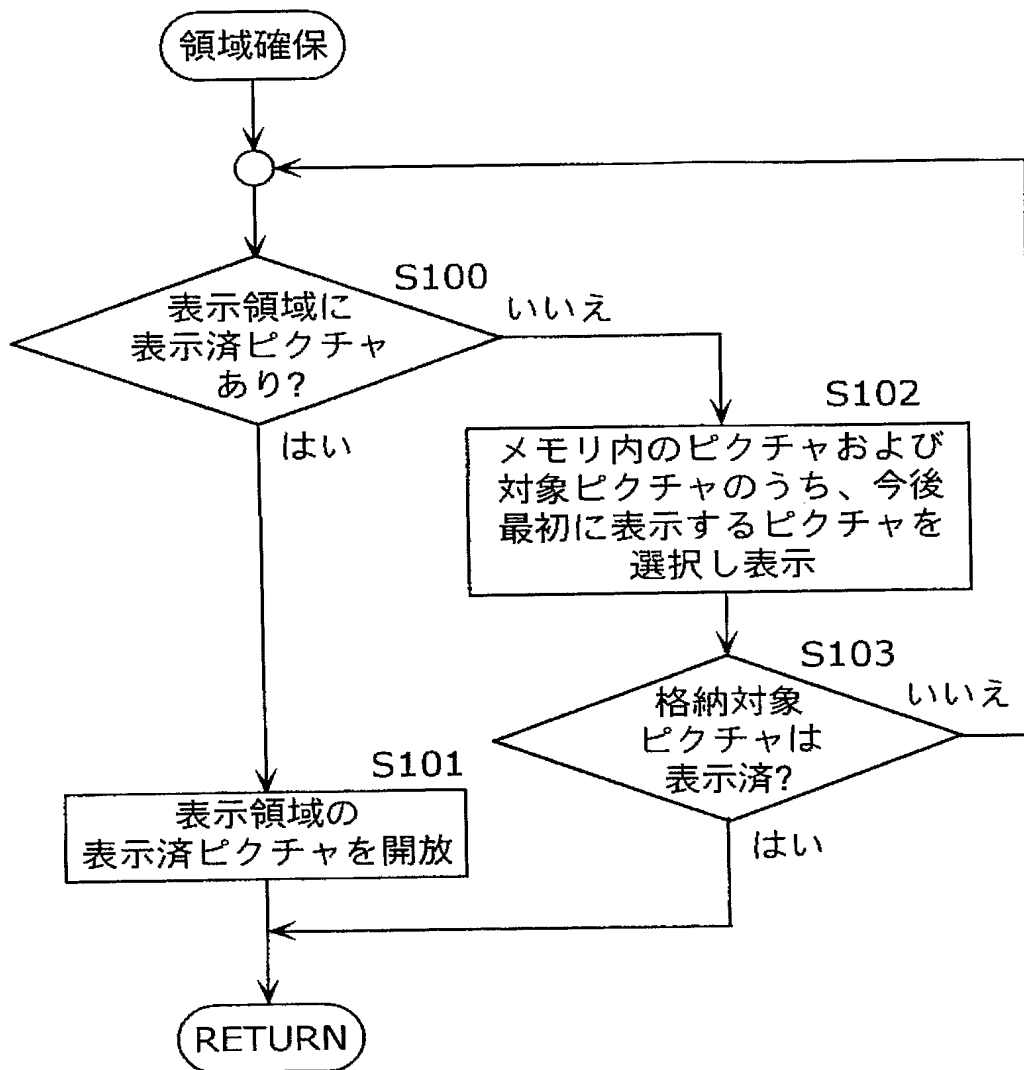 領域確保
S100
表示領域に
表示済ピクチャ
あり?
いいえ
はい
S102
メモリ内のピクチャおよび
対象ピクチャのうち、今後
最初に表示するピクチャを
選択し表示
S103
格納対象
ピクチャは
表示済?
いいえ
はい
S101
表示領域の
表示済ピクチャを開放
RETURN